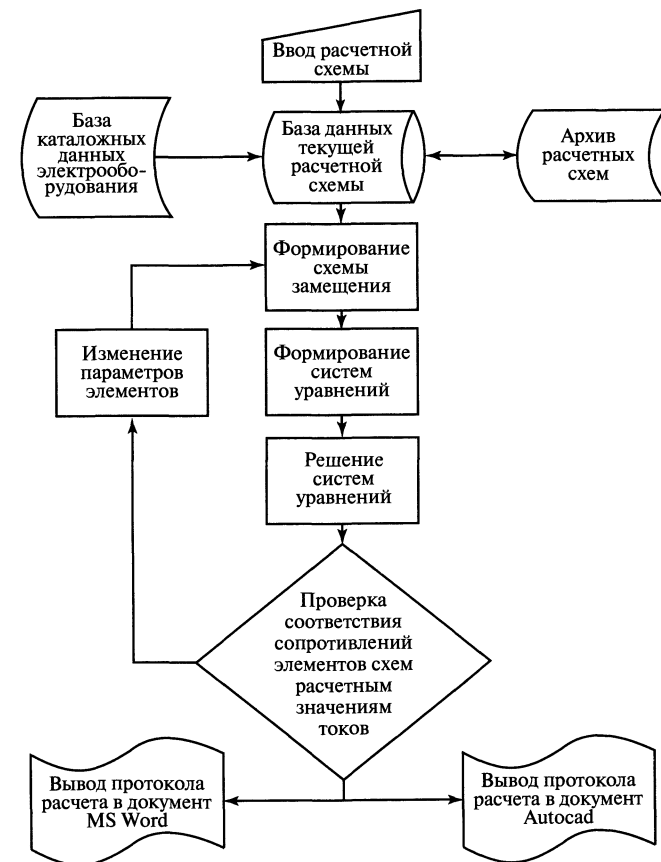 Ввод расчетной
схемы
База
каталожных
данных
электрообо-
рудования
База данных
текущей
расчетной
схемы
Архив
расчетных
схем
Формирование
схемы
замещения
Изменение
параметров
элементов
Формирование
систем
уравнений
Решение
систем
уравнений
Проверка
соответствия
сопротивлений
элементов схем
расчетным
значениям
токов
Вывод протокола
расчета в документ
MS Word
Вывод протокола
расчета в документ
Autocad